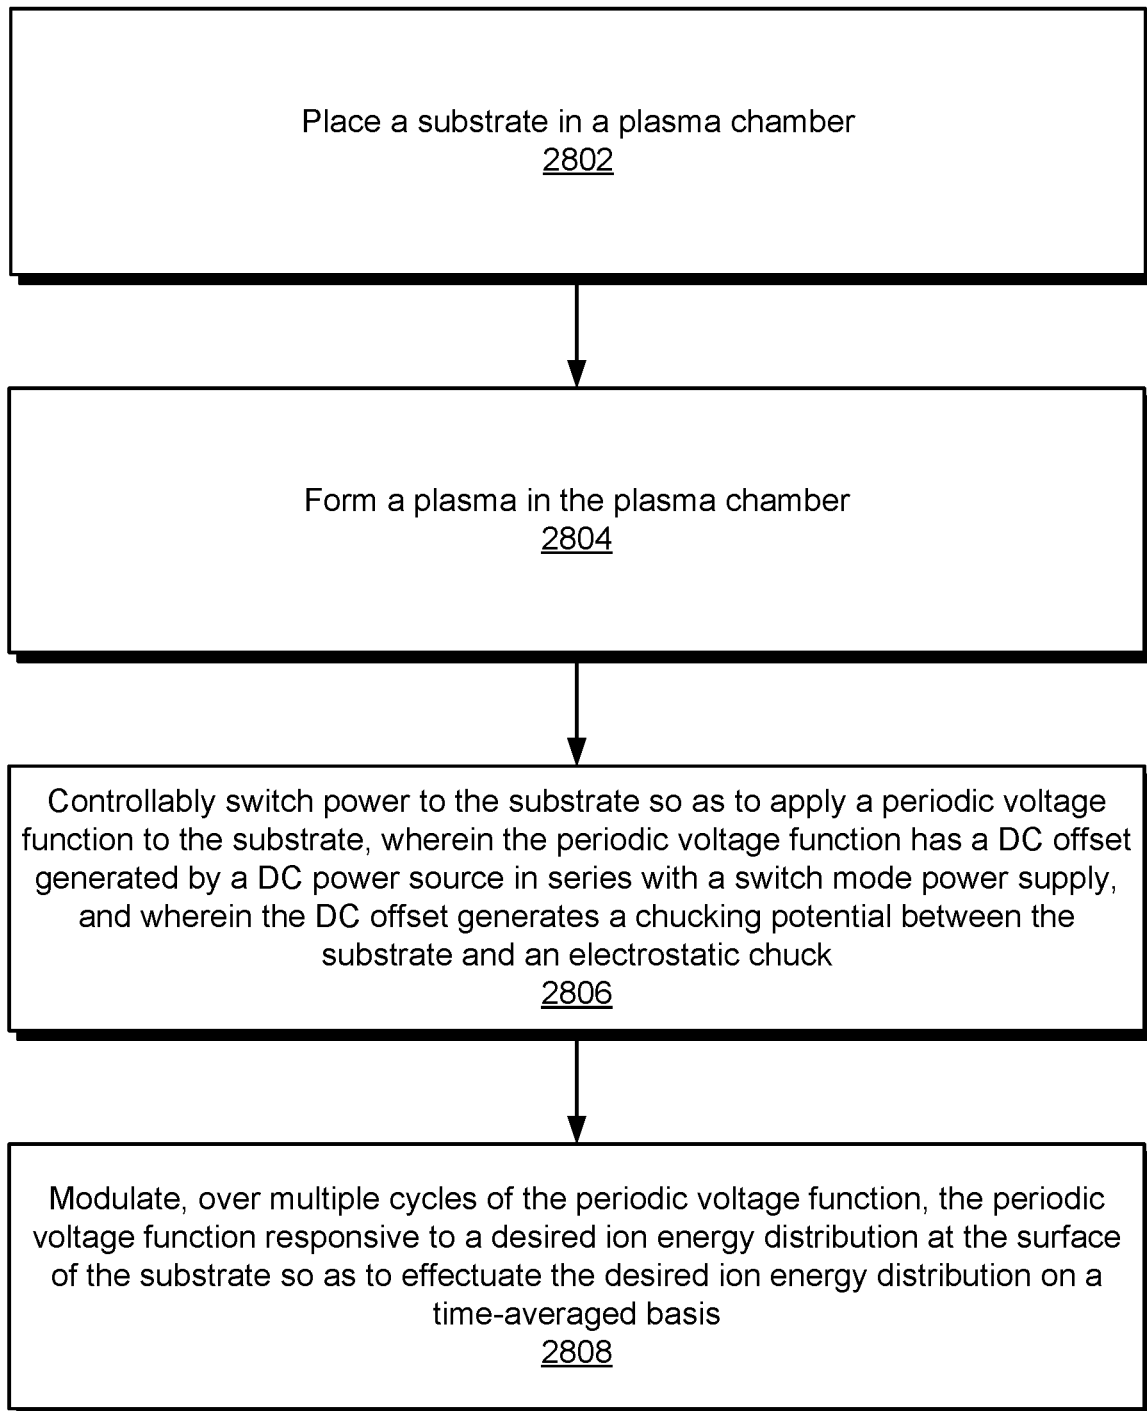 Place a substrate in a plasma chamber
2802
Form a plasma in the plasma chamber
2804
Controllably switch power to the substrate so as to apply a periodic voltage
function to the substrate, wherein the periodic voltage function has a DC offset
generated by a DC power source in series with a switch mode power supply,
and wherein the DC offset generates a chucking potential between the
substrate and an electrostatic chuck
2806
Modulate, over multiple cycles of the periodic voltage function, the periodic
voltage function responsive to a desired ion energy distribution at the surface
of the substrate so as to effectuate the desired ion energy distribution on a
time-averaged basis
2808